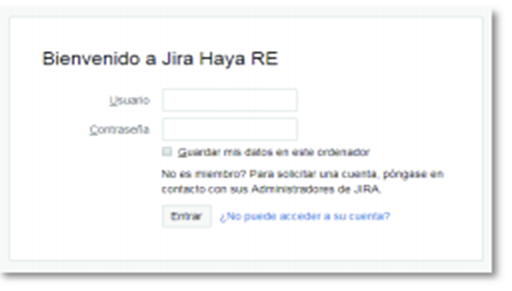 Bienvenido a Jira Haya RE
Usuario
Contraseña
Guardar mis datos en este ordenador
No es miembro? Para solicitar una cuenta, póngase en
contacto con sus Administradores de JIRA.
Entrar ¿No puede acceder a su cuenta?